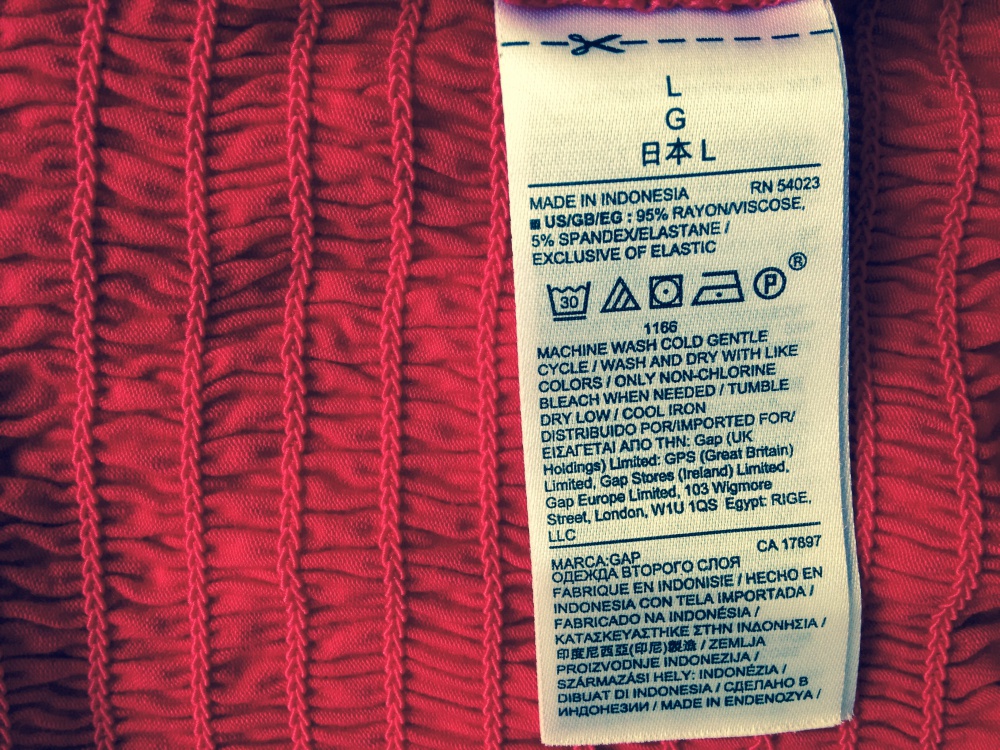 L
G
日本 L
MADE IN INDONESIA RN 54023
■ US/GB/EG : 95% RAYON/VISCOSE,
5% SPANDEX/ELASTANE /
EXCLUSIVE OF ELASTIC
30 P ®
1166
MACHINE WASH COLD GENTLE
CYCLE / WASH AND DRY WITH LIKE
COLORS / ONLY NON-CHLORINE
BLEACH WHEN NEEDED / TUMBLE
DRY LOW / COOL IRON
DISTRIBUIDO POR/IMPORTED FOR/
ΕΙΣΑΓΕΤΑΙ ΑΠΟ ΤΗΝ: Gap (UK
Holdings) Limited: GPS (Great Britain)
Limited, Gap Stores (Ireland) Limited,
Gap Europe Limited, 103 Wigmore
Street, London, W1U 1QS Egypt: RIGE,
LLC
MARCA:GAP CA 17897
ОДЕЖДА ВТОРОГО СЛОЯ
FABRIQUE EN INDONISIE / HECHO EN
INDONESIA CON TELA IMPORTADA /
FABRICADO NA INDONÉSIA /
ΚΑΤΑΣΚΕΥΑΣΤΗΚΕ ΣΤΗΝ ΙΝΔΟΝΗΣΙΑ /
印度尼西亞(印尼)製造 / ZEMLJA
PROIZVODNJE INDONEZIJA /
SZÁRMAZÁSI HELY: INDONÉZIA /
DIBUAT DI INDONESIA / СДЕЛАНО В
ИНДОНЕЗИИ / MADE IN ENDENOZYA /